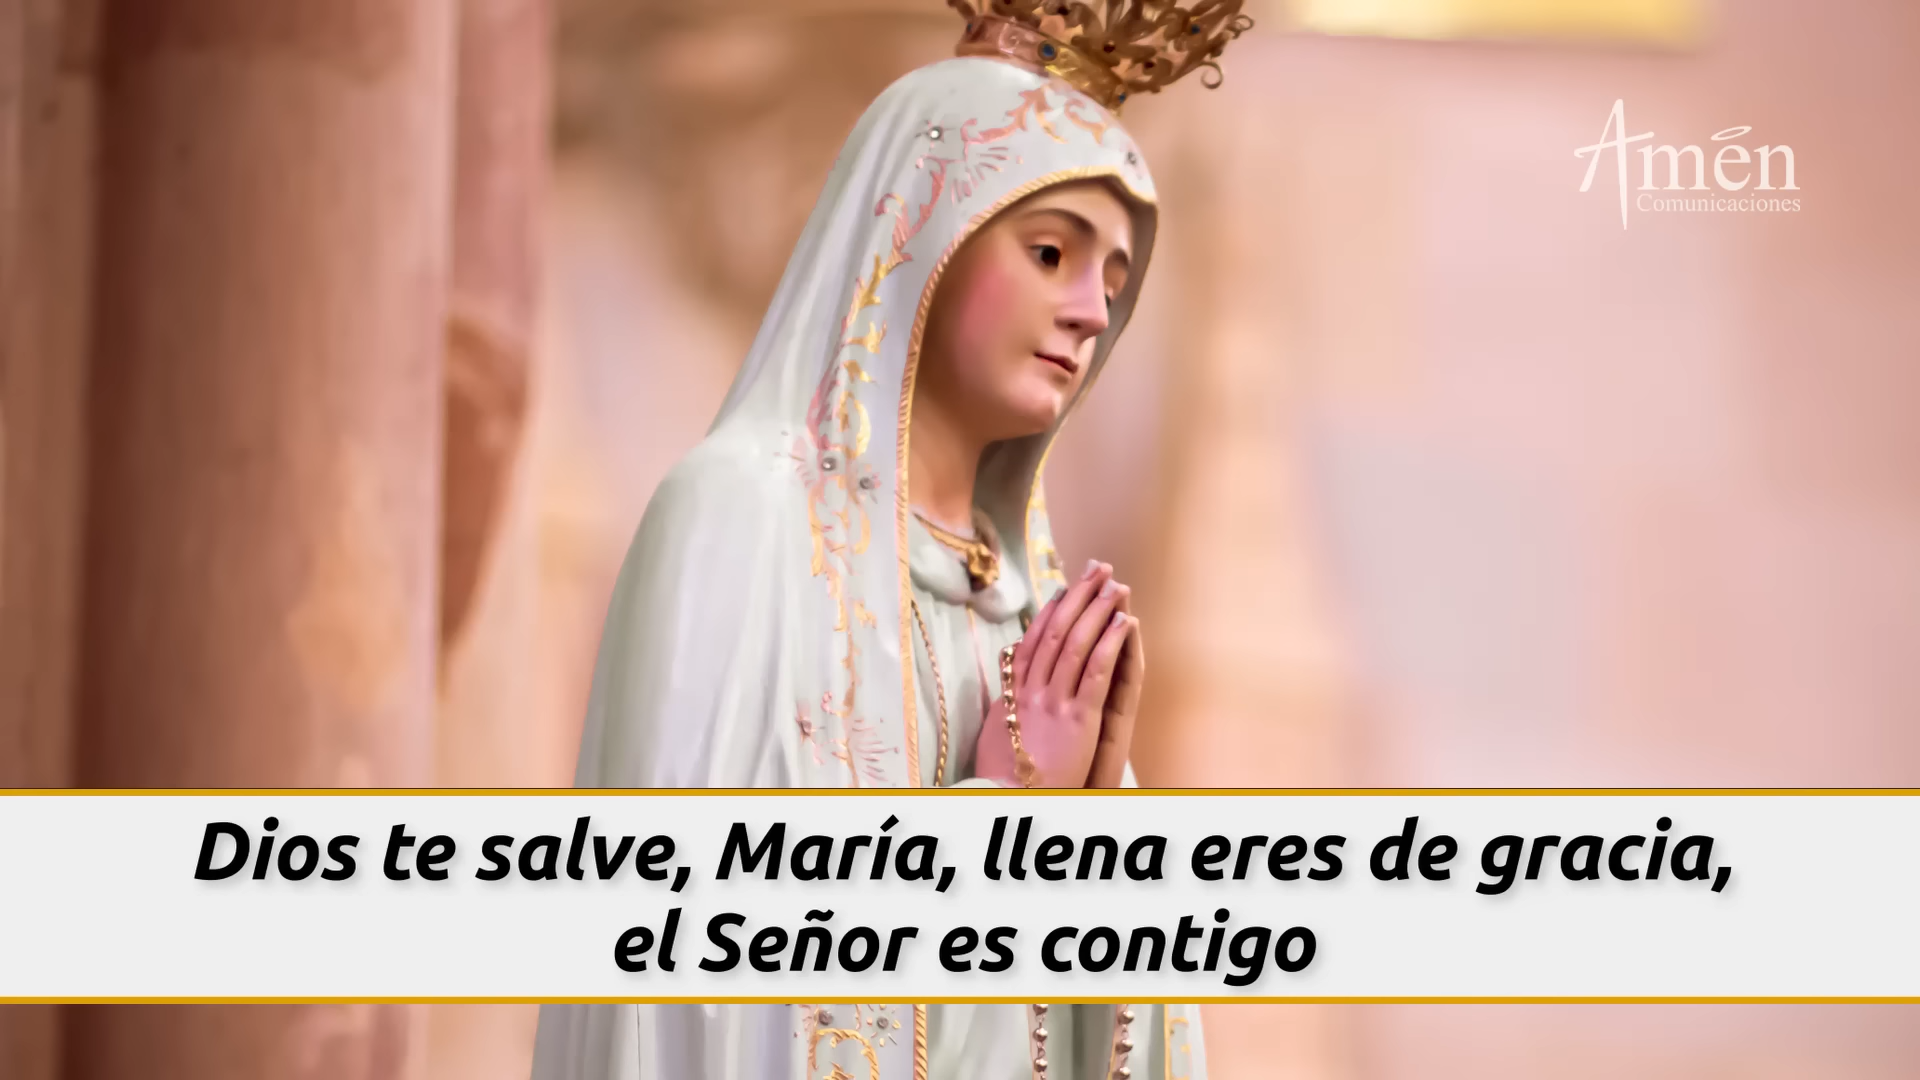 Amén
Comunicaciones
Dios te salve, María, llena eres de gracia,
el Señor es contigo